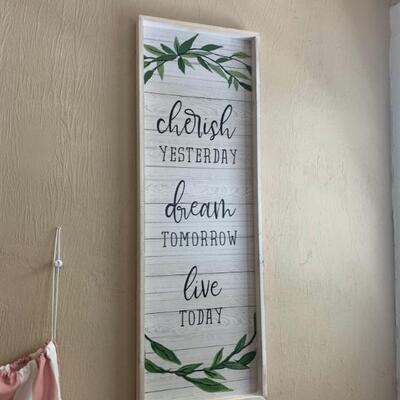 cherish
YESTERDAY
dream
TOMORROW
live
TODAY